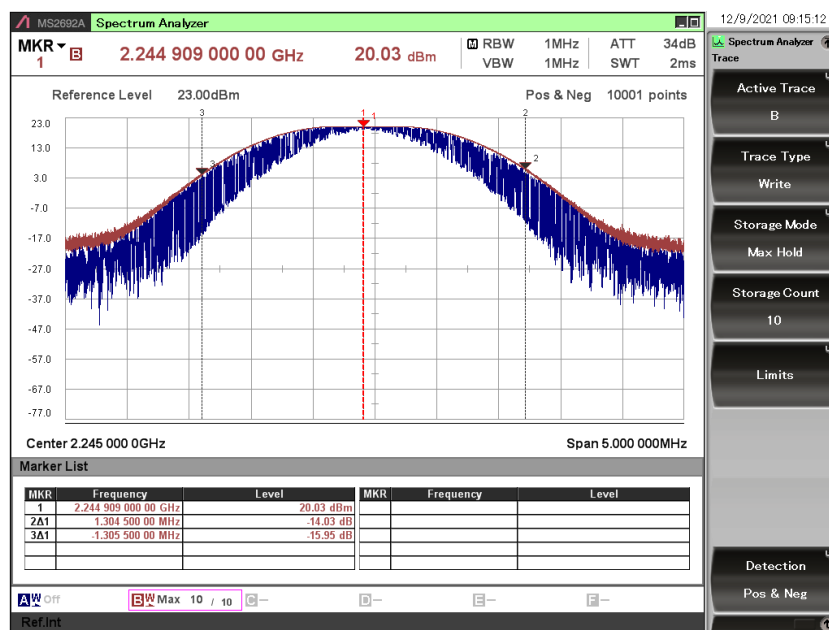 MS2692A Spectrum Analyzer
12/9/2021 09:15:12
MKR 1 B 2.244 909 000 00 GHz 20.03 dBm
M RBW 1MHz ATT 34dB
VBW 1MHz SWT 2ms
Reference Level 23.00dBm Pos & Neg 10001 points
3 1 1 2
23.0
13.0
3 2
3.0
-7.0
-17.0
-27.0
-37.0
-47.0
-57.0
-67.0
-77.0
Center 2.245 000 0GHz Span 5.000 000MHz
Marker List
MKR Frequency Level MKR Frequency Level
1 2.244 909 000 00 GHz 20.03 dBm
2Δ1 1.304 500 00 MHz -14.03 dB
3Δ1 -1.305 500 00 MHz -15.95 dB
A W Off B W Max 10 / 10 C- D- E- F-
Ref.Int
Spectrum Analyzer
Trace
Active Trace
B
Trace Type
Write
Storage Mode
Max Hold
Storage Count
10
Limits
Detection
Pos & Neg